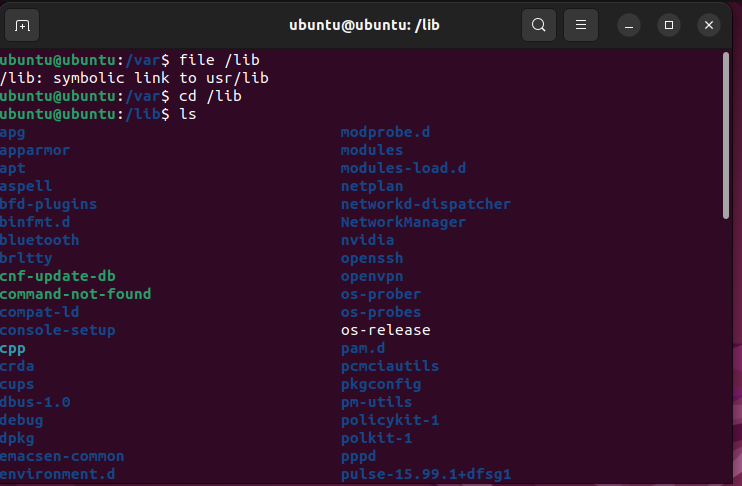 ubuntu@ubuntu: /lib
ubuntu@ubuntu:/var$ file /lib
/lib: symbolic link to usr/lib
ubuntu@ubuntu:/var$ cd /lib
ubuntu@ubuntu:/lib$ ls
apg modprobe.d
apparmor modules
apt modules-load.d
aspell netplan
bfd-plugins networkd-dispatcher
binfmt.d NetworkManager
bluetooth nvidia
brltty openssh
cnf-update-db openvpn
command-not-found os-prober
compat-ld os-probes
console-setup os-release
cpp pam.d
crda pcmciautils
cups pkgconfig
dbus-1.0 pm-utils
debug policykit-1
dpkg polkit-1
emacsen-common pppd
environment.d pulse-15.99.1+dfsg1